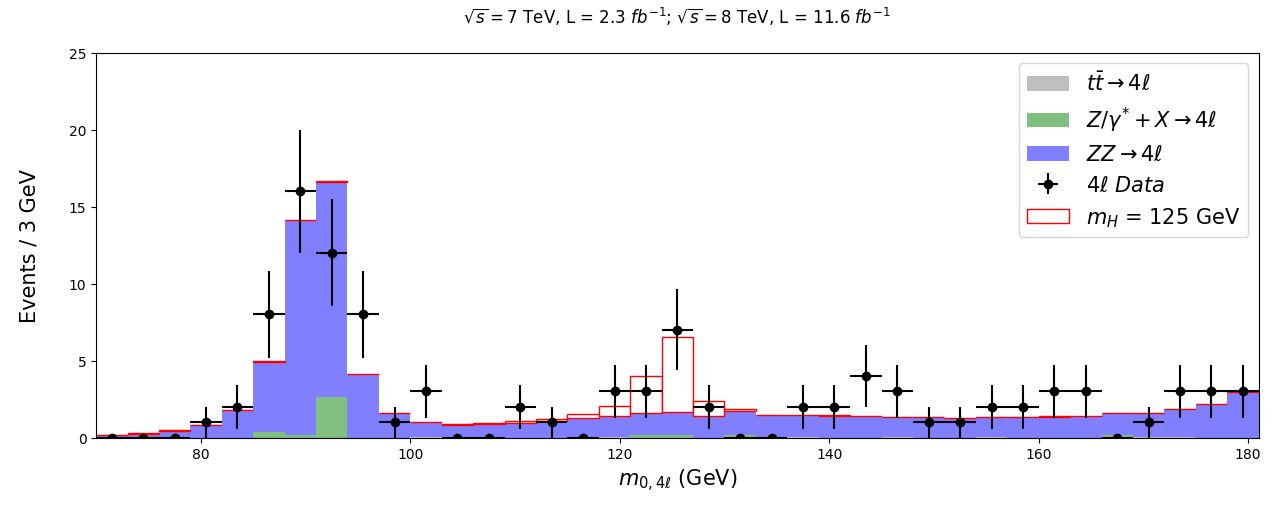 √s = 7 TeV, L = 2.3 fb⁻¹; √s = 8 TeV, L = 11.6 fb⁻¹
Events / 3 GeV
25
20
15
10
5
0
80
100
120
140
160
180
m₀,₄ℓ (GeV)
tt̄ → 4ℓ
Z/γ* + X → 4ℓ
ZZ → 4ℓ
4ℓ Data
m_H = 125 GeV